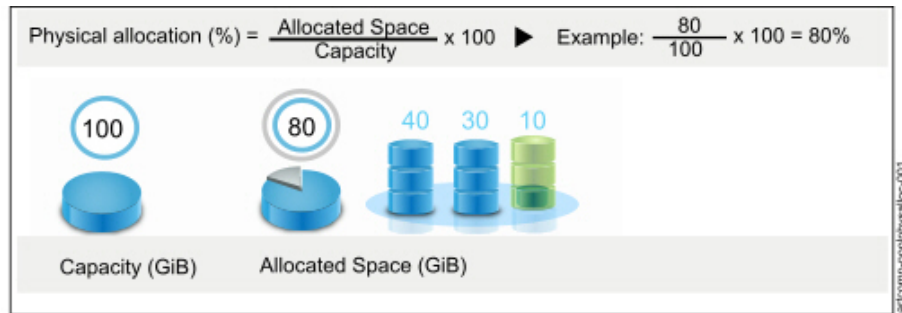 Physical allocation (%) = Allocated Space / Capacity x 100 ▶ Example: 80 / 100 x 100 = 80%
100
80
40 30 10
Capacity (GiB)
Allocated Space (GiB)